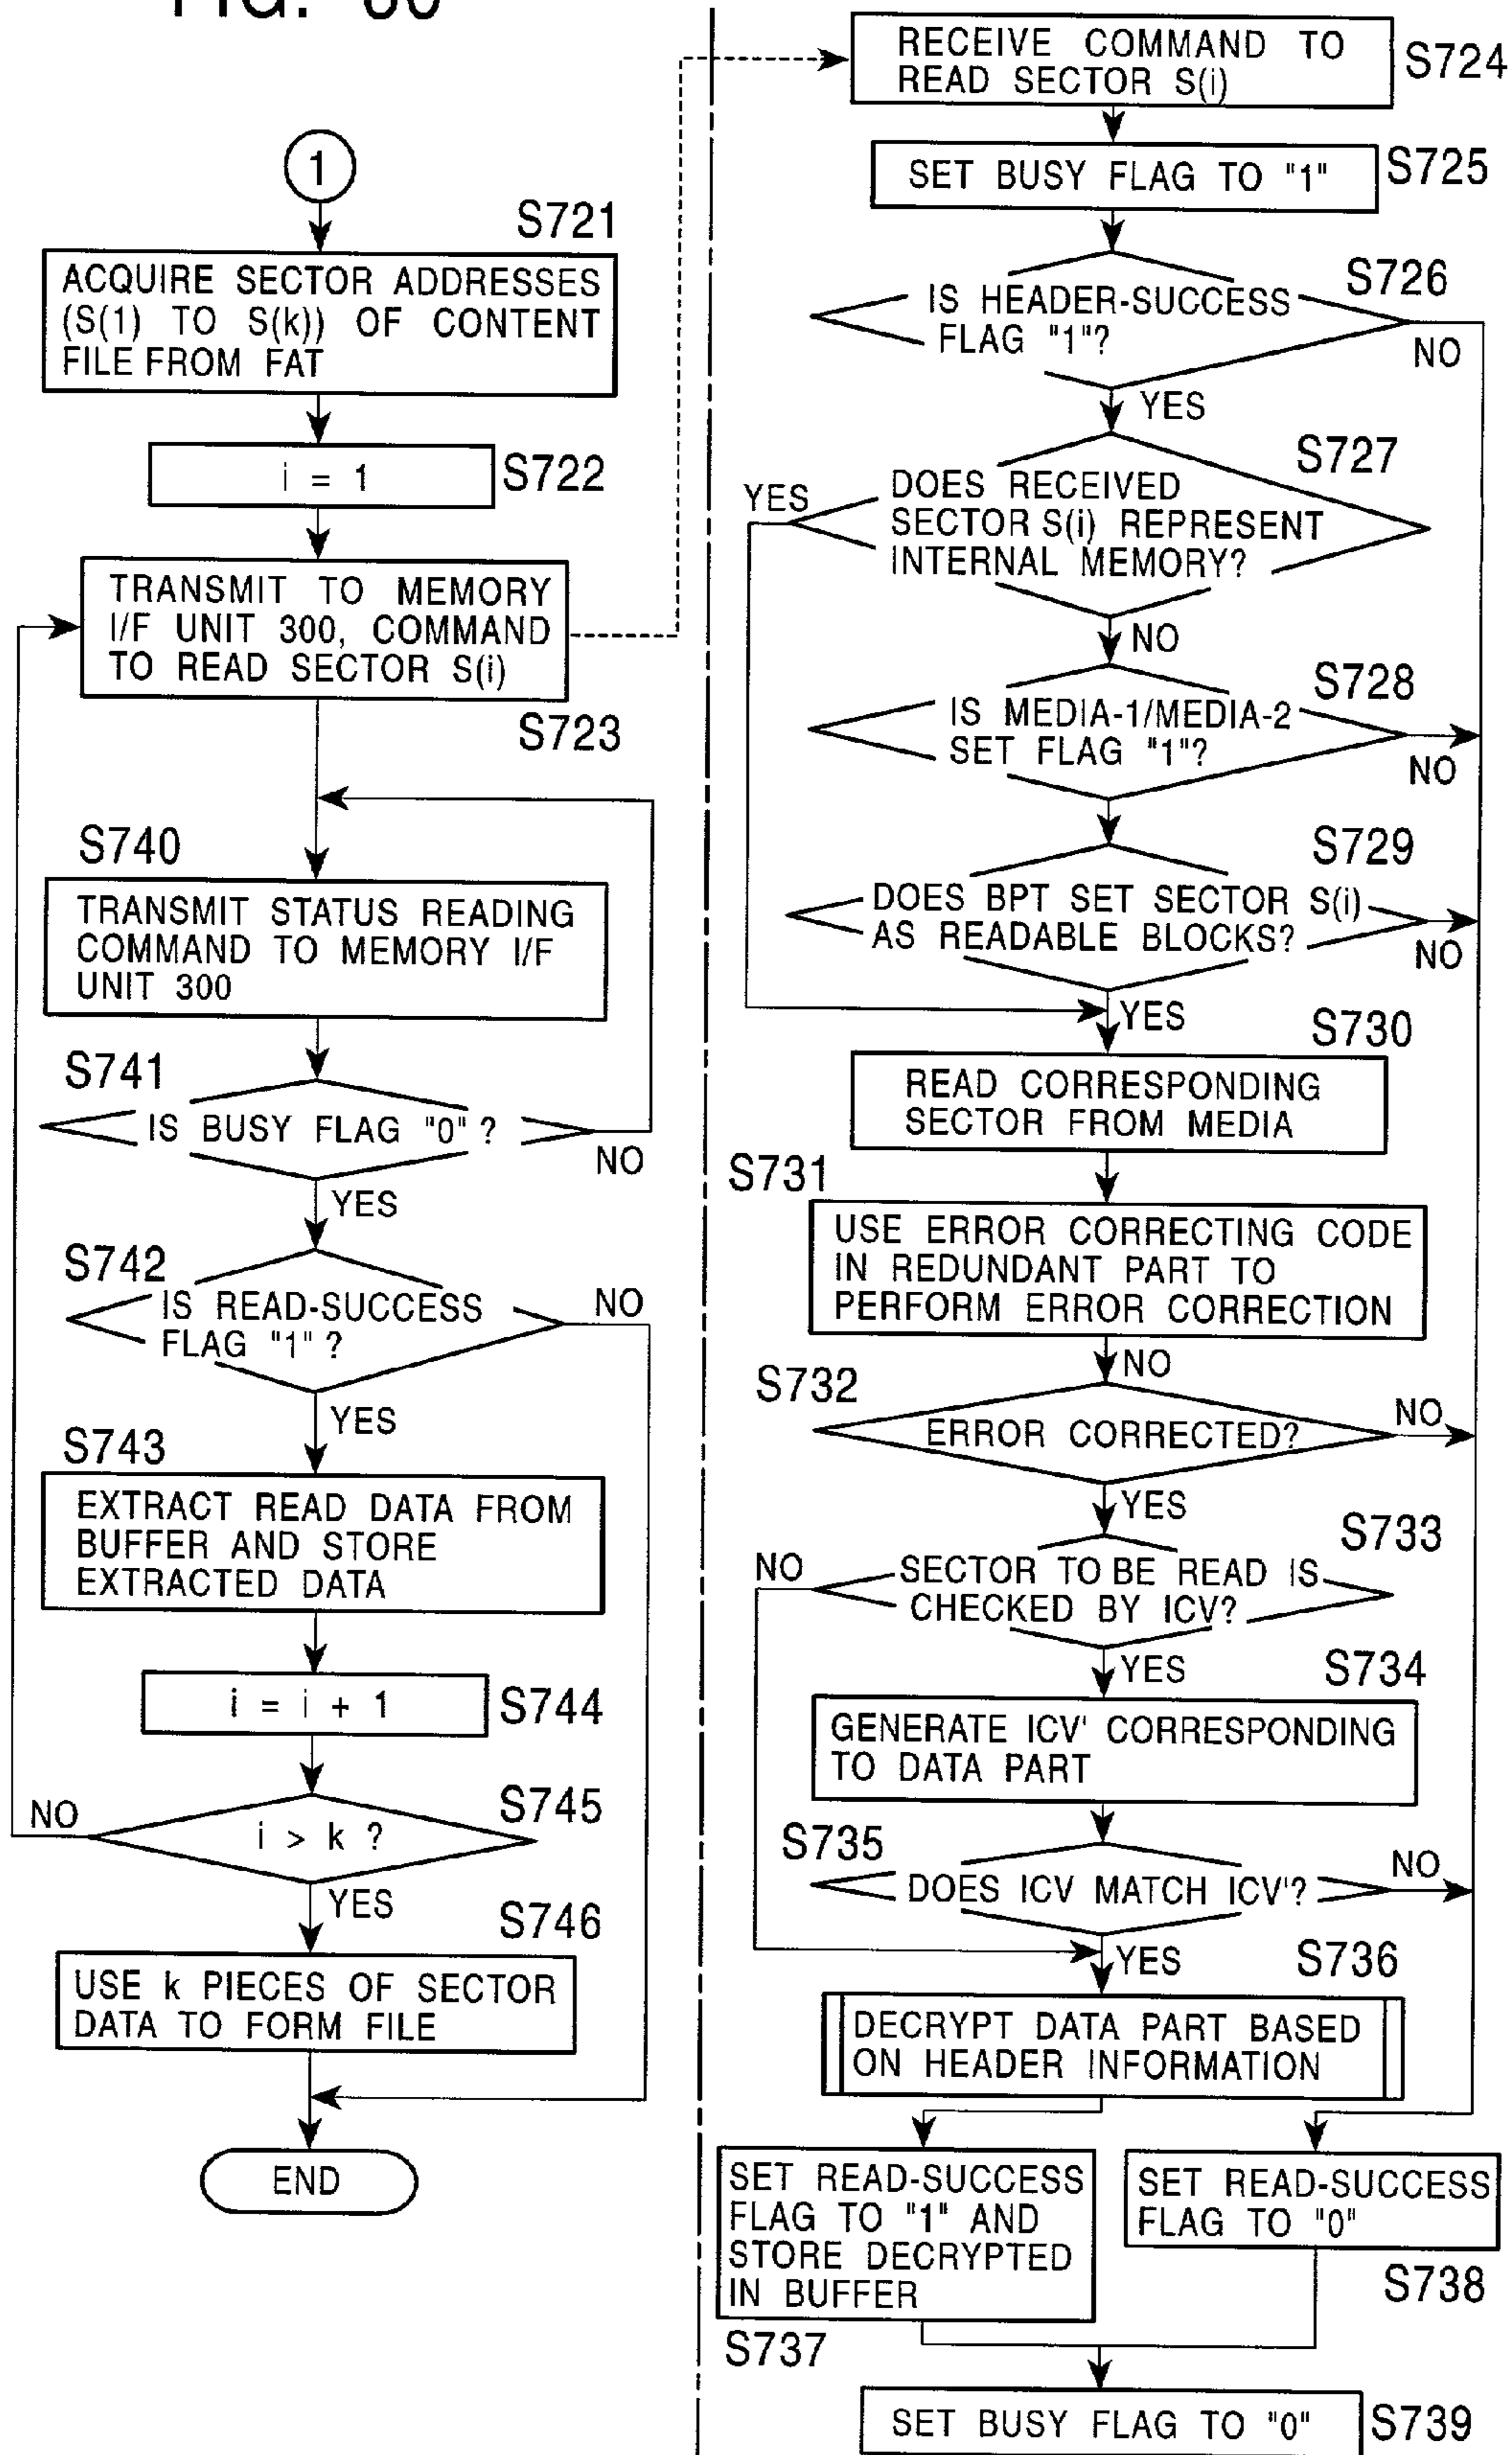 FIG. 30
1
S721
ACQUIRE SECTOR ADDRESSES
(S(1) TO S(k)) OF CONTENT
FILE FROM FAT
i = 1
S722
TRANSMIT TO MEMORY
I/F UNIT 300, COMMAND
TO READ SECTOR S(i)
S723
S740
TRANSMIT STATUS READING
COMMAND TO MEMORY I/F
UNIT 300
S741
IS BUSY FLAG "0" ?
NO
YES
S742
IS READ-SUCCESS
FLAG "1" ?
NO
YES
S743
EXTRACT READ DATA FROM
BUFFER AND STORE
EXTRACTED DATA
i = i + 1
S744
NO
i > k ?
S745
YES
S746
USE k PIECES OF SECTOR
DATA TO FORM FILE
END
RECEIVE COMMAND TO
READ SECTOR S(i)
S724
SET BUSY FLAG TO "1"
S725
S726
IS HEADER-SUCCESS
FLAG "1"?
NO
YES
S727
YES
DOES RECEIVED
SECTOR S(i) REPRESENT
INTERNAL MEMORY?
NO
S728
IS MEDIA-1/MEDIA-2
SET FLAG "1"?
NO
S729
DOES BPT SET SECTOR S(i)
AS READABLE BLOCKS?
NO
YES
S730
READ CORRESPONDING
SECTOR FROM MEDIA
S731
USE ERROR CORRECTING CODE
IN REDUNDANT PART TO
PERFORM ERROR CORRECTION
NO
S732
ERROR CORRECTED?
NO
YES
S733
NO
SECTOR TO BE READ IS
CHECKED BY ICV?
YES
S734
GENERATE ICV' CORRESPONDING
TO DATA PART
S735
DOES ICV MATCH ICV'?
NO
YES
S736
DECRYPT DATA PART BASED
ON HEADER INFORMATION
SET READ-SUCCESS
FLAG TO "1" AND
STORE DECRYPTED
IN BUFFER
S737
SET READ-SUCCESS
FLAG TO "0"
S738
SET BUSY FLAG TO "0"
S739